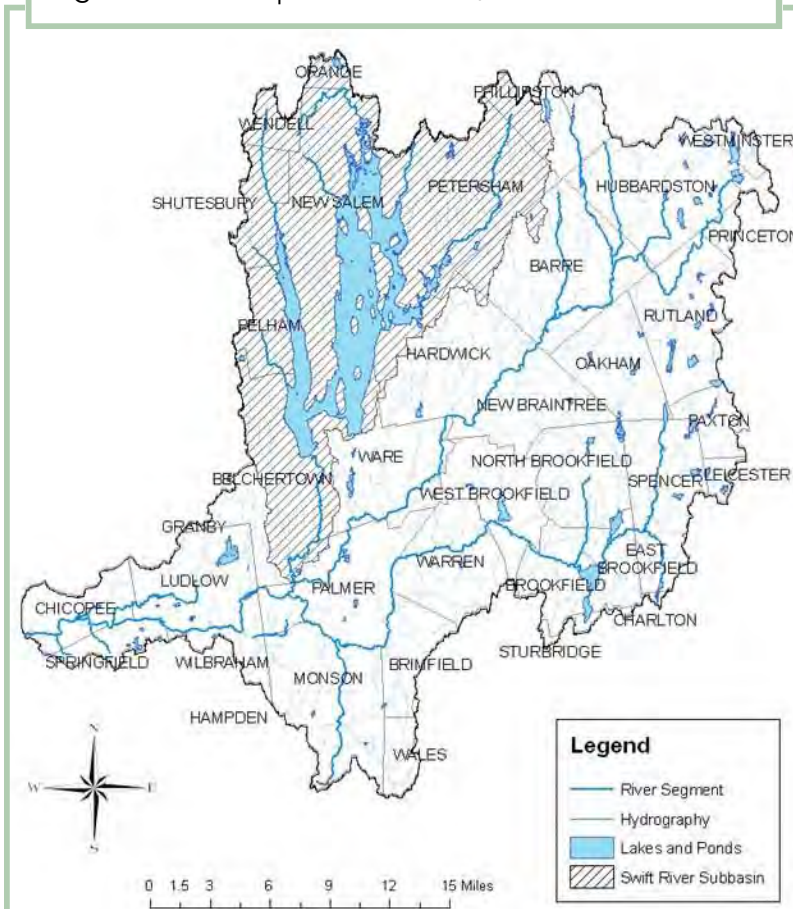 ORANGE
PHILLIPSTON
WENDELL
WESTMINSTER
SHUTESBURY
NEW SALEM
PETERSHAM
HUBBARDSTON
PRINCETON
BARRE
RUTLAND
PELHAM
HARDWICK
OAKHAM
NEW BRAINTREE
PAXTON
WARE
NORTH BROOKFIELD
BELCHERTOWN
WEST BROOKFIELD
SPENCER
LEICESTER
GRANBY
EAST
BROOKFIELD
LUDLOW
WARREN
PALMER
BROOKFIELD
CHICOPEE
CHARLTON
SPRINGFIELD
WILBRAHAM
STURBRIDGE
MONSON
BRIMFIELD
HAMPDEN
WALES
N
W E
S
Legend
River Segment
Hydrography
Lakes and Ponds
Swift River Subbasin
0 1.5 3 6 9 12 15 Miles